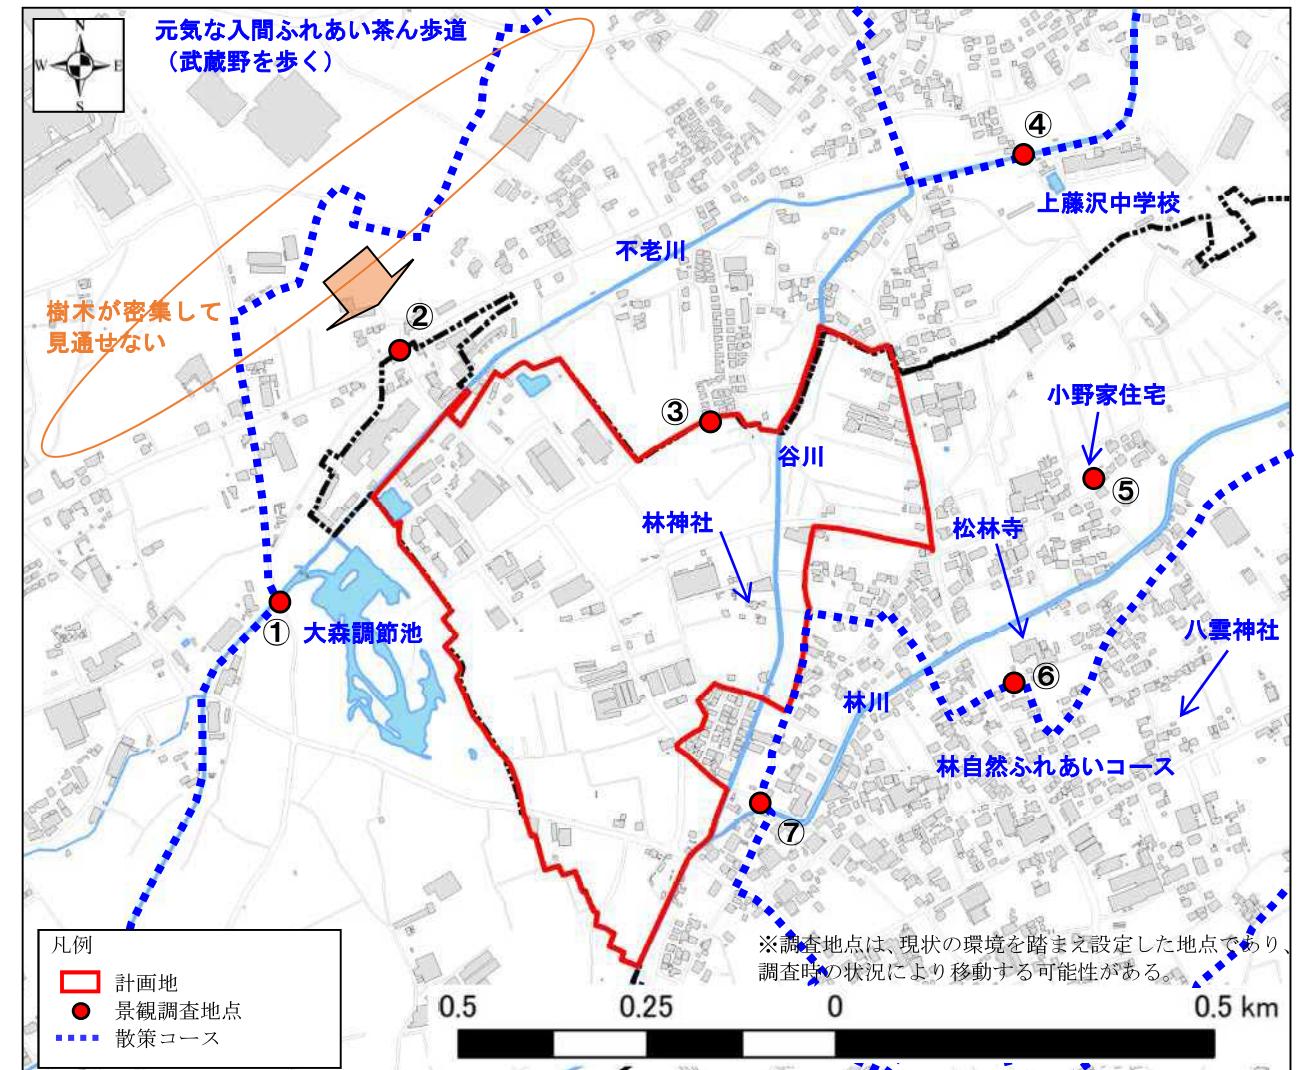 元気な入間ふれあい茶ん歩道
（武蔵野を歩く）
N
W
E
S
④
上藤沢中学校
不老川
樹木が密集して
見通せない
②
③
小野家住宅
谷川
⑤
林神社
松林寺
①
大森調節池
八雲神社
⑥
林川
林自然ふれあいコース
⑦
凡例
計画地
景観調査地点
散策コース
※調査地点は、現状の環境を踏まえ設定した地点であり、
調査時の状況により移動する可能性がある。
0.5 0.25 0 0.5 km